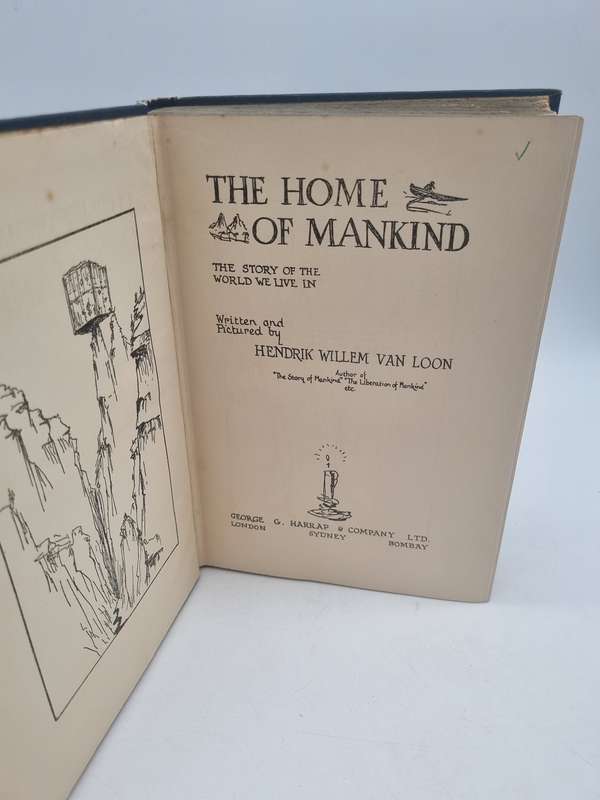 THE HOME
OF MANKIND
THE STORY OF THE
WORLD WE LIVE IN
Written and
Pictured by
HENDRIK WILLEM VAN LOON
Author of
"The Story of Mankind" "The Liberation of Mankind"
etc
GEORGE G. HARRAP & COMPANY LTD.
LONDON SYDNEY BOMBAY